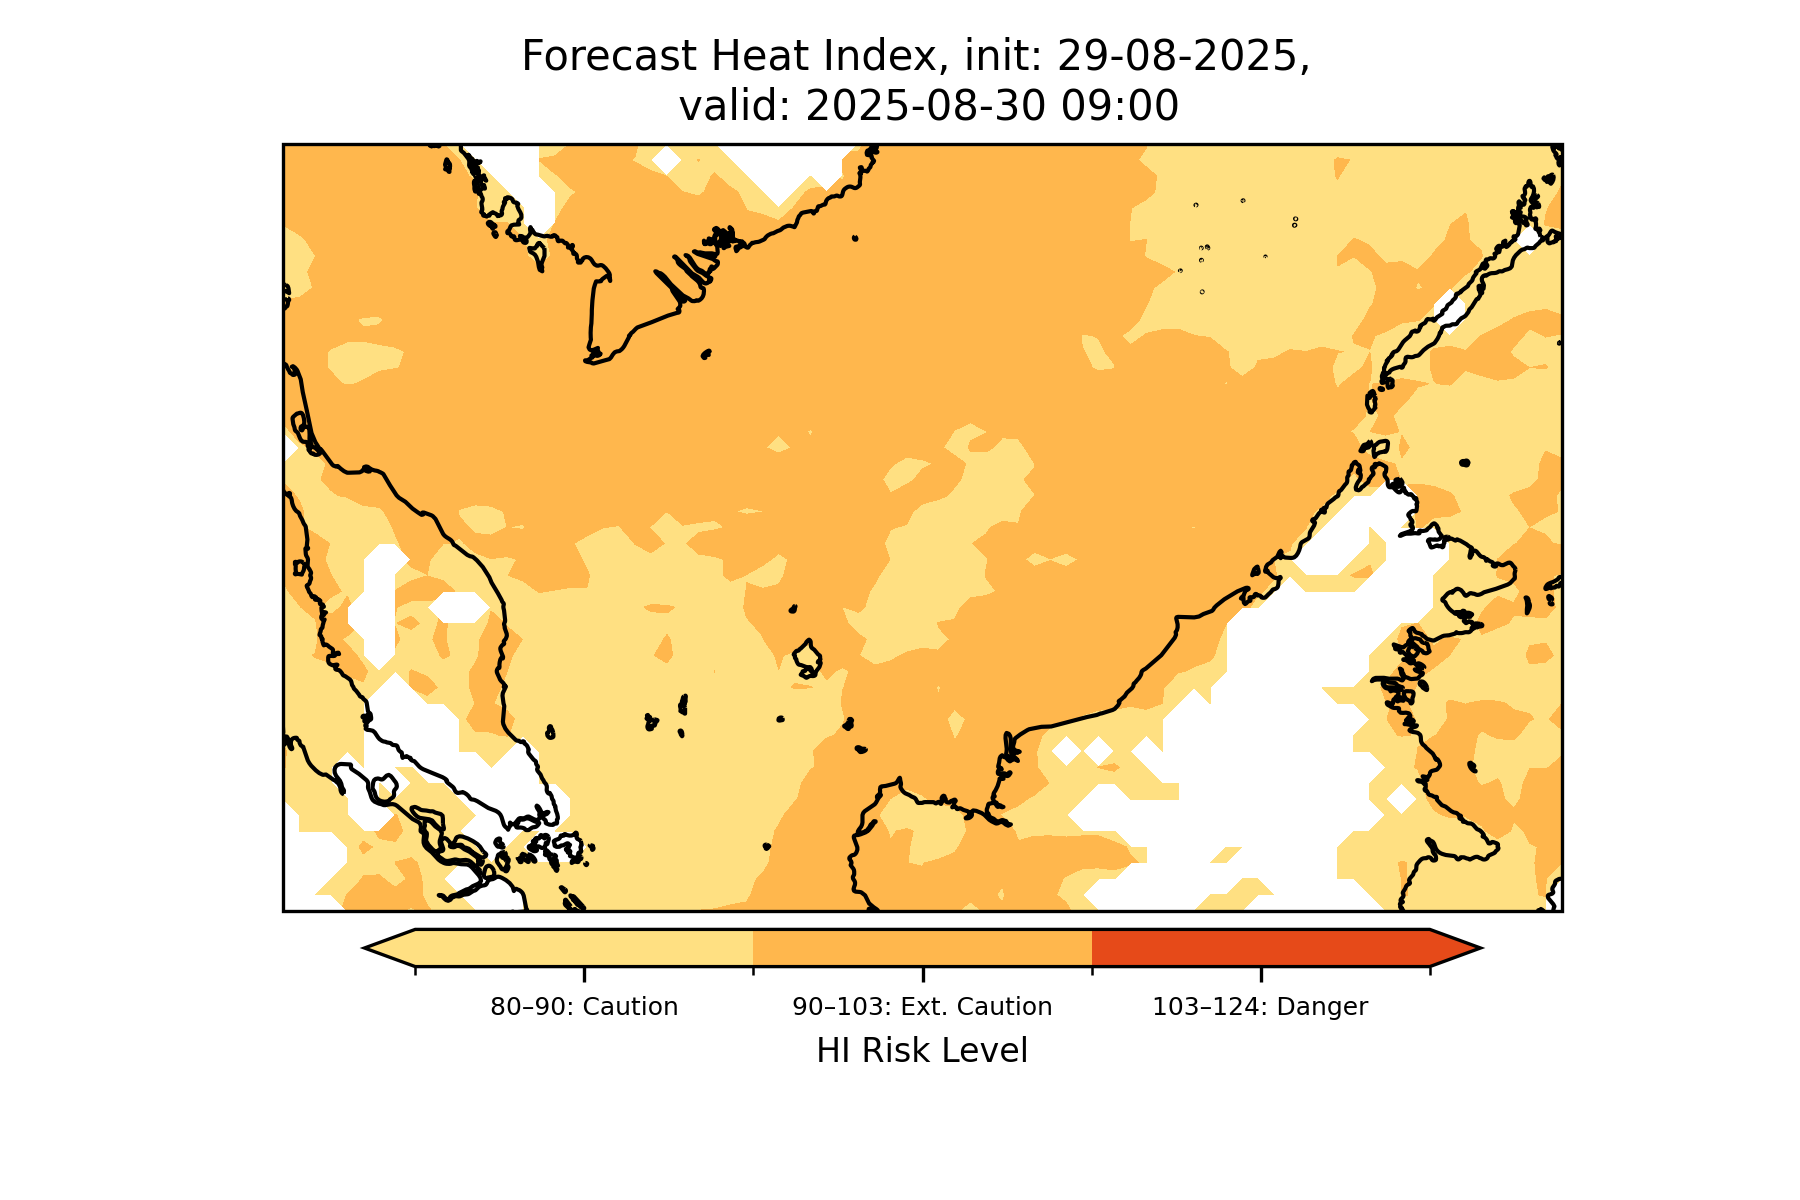 Forecast Heat Index, init: 29-08-2025,
valid: 2025-08-30 09:00
80–90: Caution
90–103: Ext. Caution
103–124: Danger
HI Risk Level